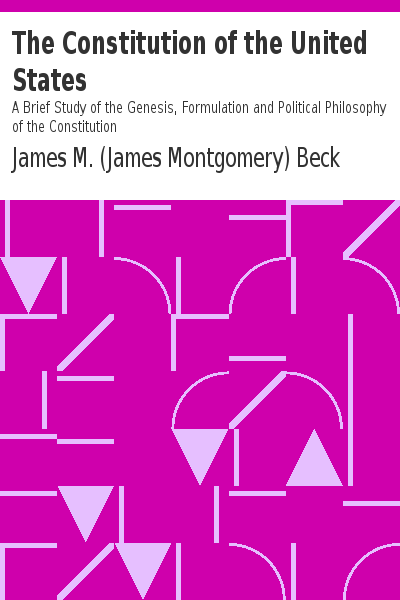 The Constitution of the United
States
A Brief Study of the Genesis, Formulation and Political Philosophy
of the Constitution
James M. (James Montgomery) Beck